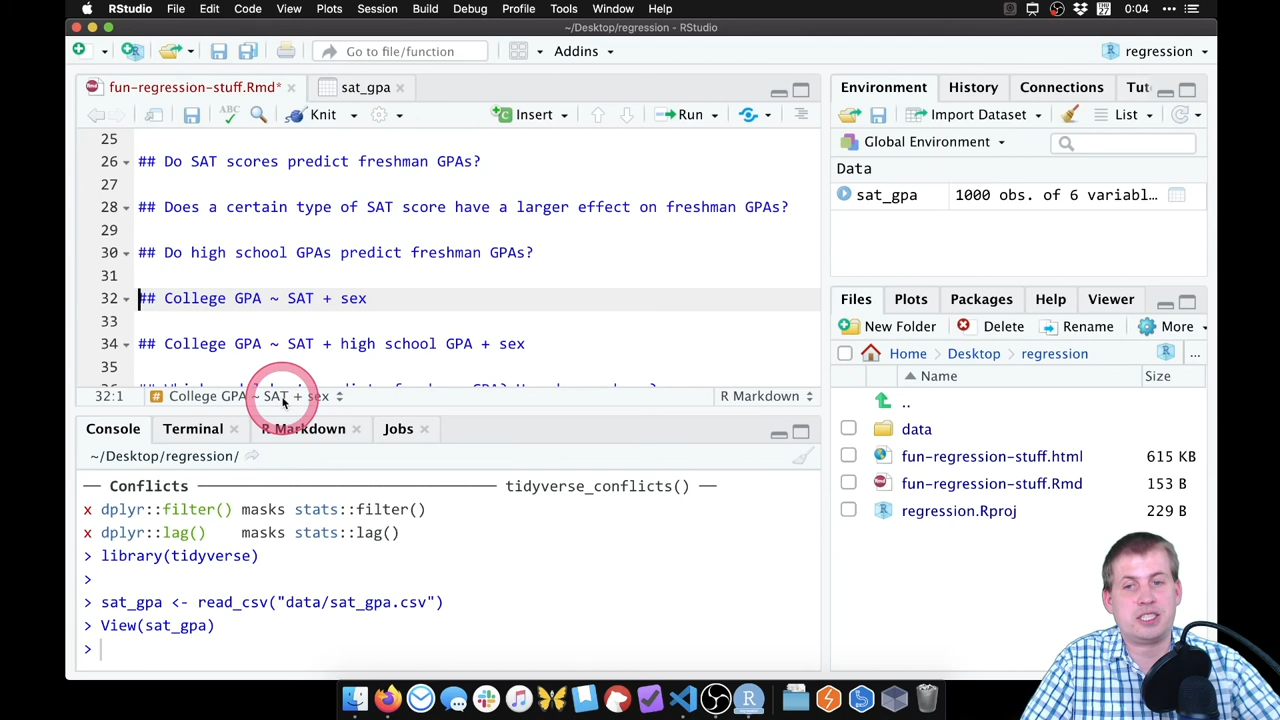 RStudio File Edit Code View Plots Session Build Debug Profile Tools Window Help THU 27 0:04
~/Desktop/regression - RStudio
Go to file/function Addins regression
fun-regression-stuff.Rmd* sat_gpa
ABC Knit Insert Run
25
26 ## Do SAT scores predict freshman GPAs?
27
28 ## Does a certain type of SAT score have a larger effect on freshman GPAs?
29
30 ## Do high school GPAs predict freshman GPAs?
31
32 ## College GPA ~ SAT + sex
33
34 ## College GPA ~ SAT + high school GPA + sex
35
32:1 College GPA ~ SAT + sex R Markdown
Console Terminal R Markdown Jobs
~/Desktop/regression/
— Conflicts ———————— tidyverse_conflicts() —
x dplyr::filter() masks stats::filter()
x dplyr::lag() masks stats::lag()
> library(tidyverse)
>
> sat_gpa <- read_csv("data/sat_gpa.csv")
> View(sat_gpa)
>
Environment History Connections Tut
Import Dataset List
Global Environment
Data
sat_gpa 1000 obs. of 6 variabl…
Files Plots Packages Help Viewer
New Folder Delete Rename More
Home Desktop regression ...
Name Size
..
data
fun-regression-stuff.html 615 KB
fun-regression-stuff.Rmd 153 B
regression.Rproj 229 B